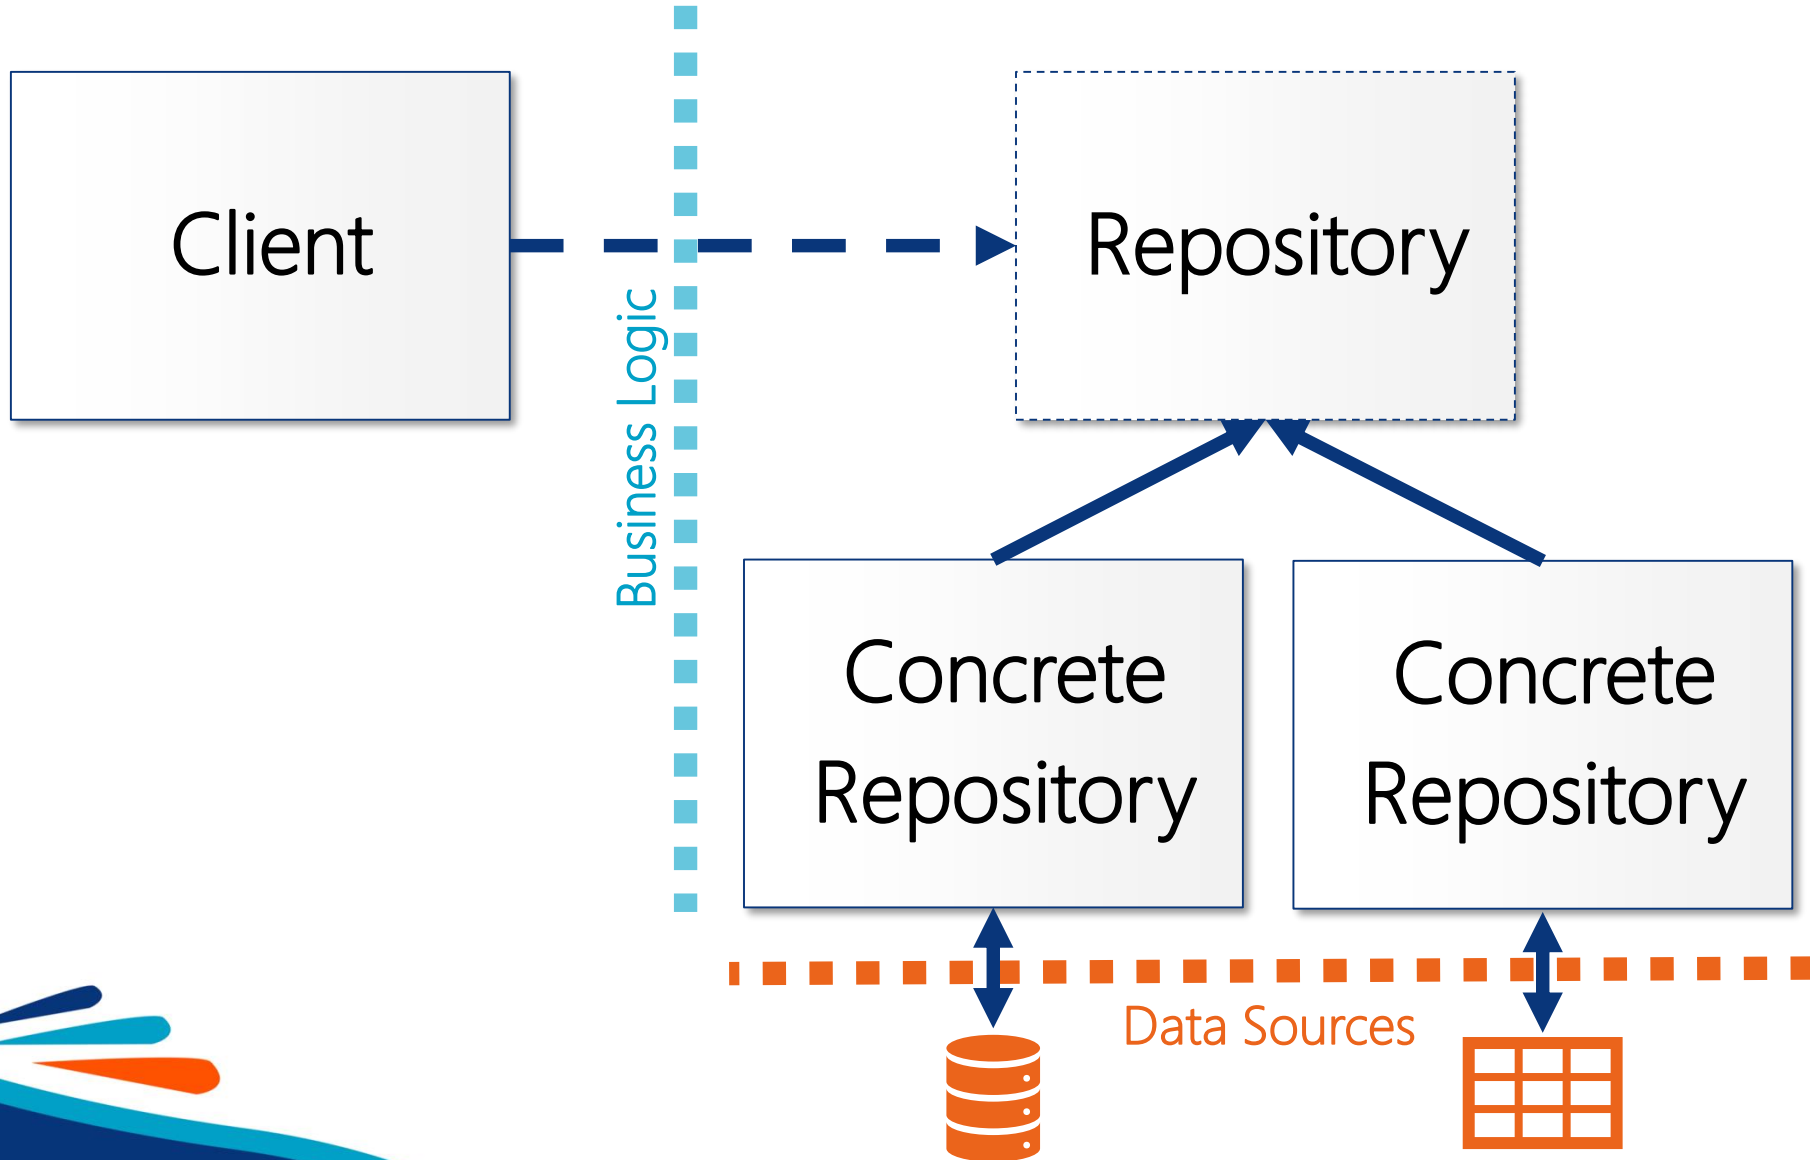 Client
Repository
Business Logic
Concrete
Repository
Concrete
Repository
Data Sources